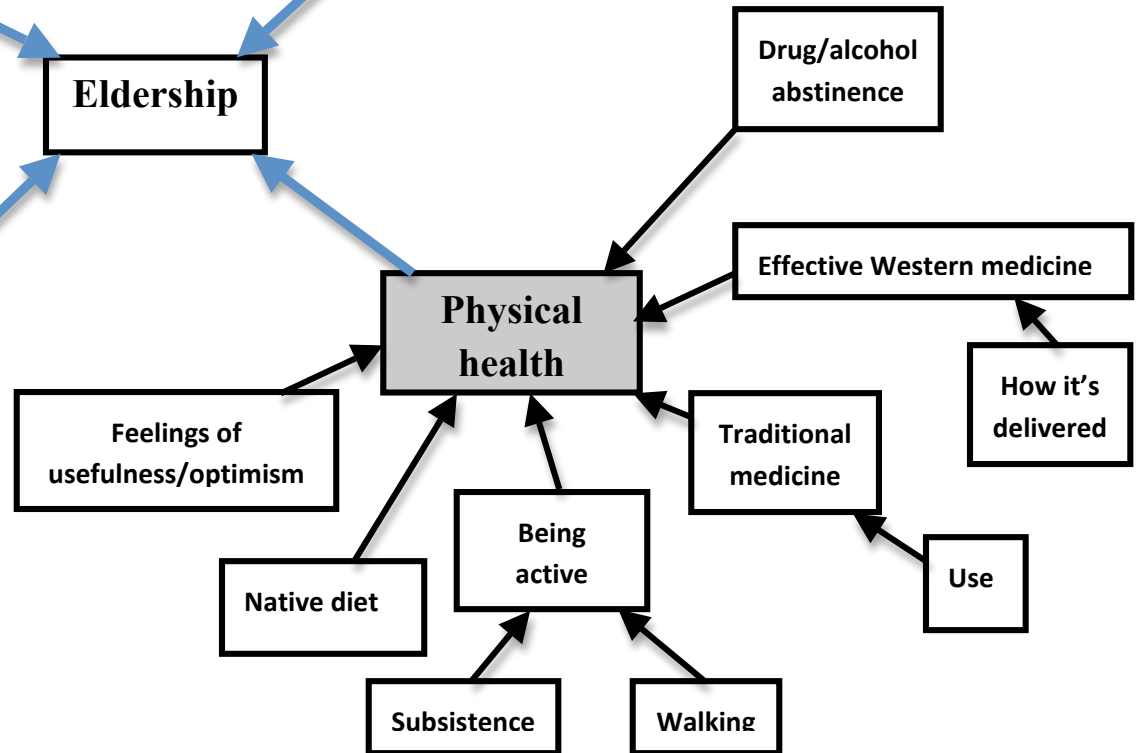 Drug/alcohol
abstinence
Eldership
Effective Western medicine
Physical
health
How it's
delivered
Feelings of
usefulness/optimism
Traditional
medicine
Being
active
Use
Native diet
Subsistence
Walking